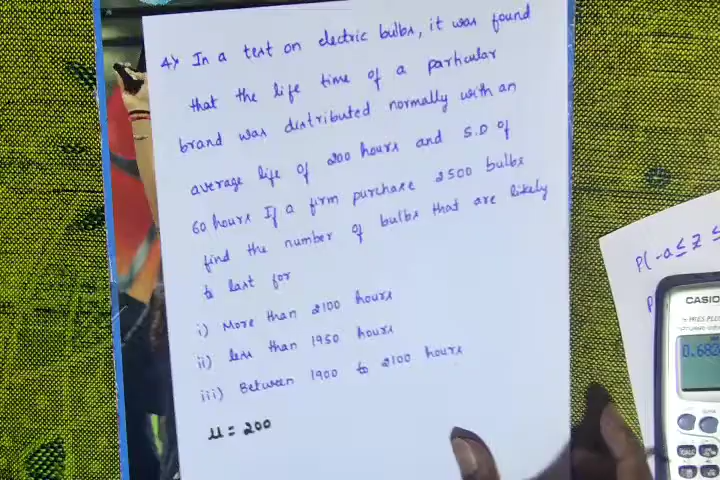 4) In a test on electric bulbs, it was found
that the life time of a particular
brand was distributed normally with an
average life of 200 hours and S.D of
60 hours If a firm purchase 2500 bulbs
find the number of bulbs that are likely
to last for
i) More than 2100 hours
ii) less than 1950 hours
iii) Between 1900 to 2100 hours
μ = 200
P(-a ≤ Z ≤
P
CASIO
0.682